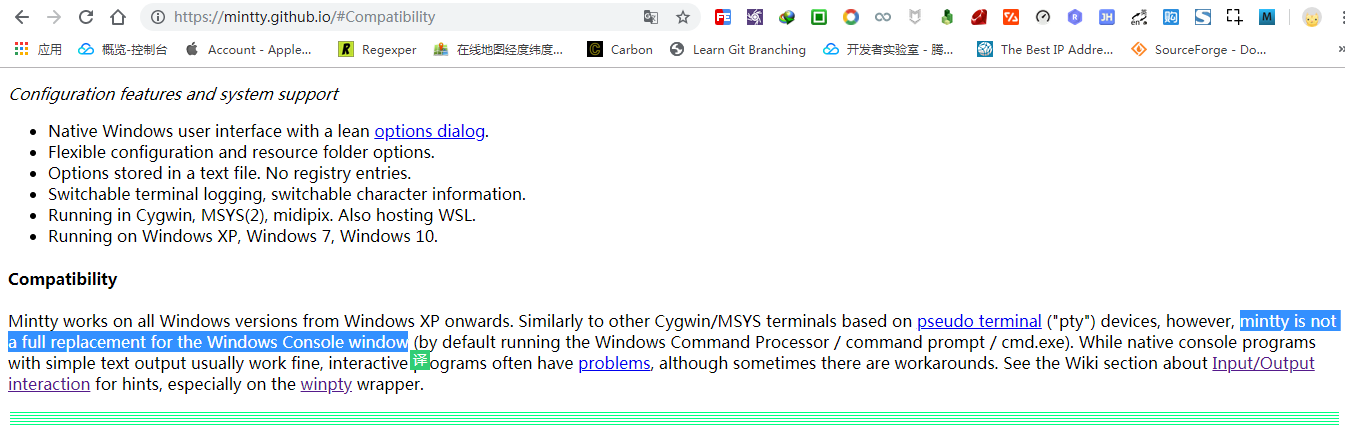 https://mintty.github.io/#Compatibility
应用 概览-控制台 Account - Apple... Regexper 在线地图经度纬度... Carbon Learn Git Branching 开发者实验室 - 腾... The Best IP Addre... SourceForge - Do... »
Configuration features and system support
• Native Windows user interface with a lean options dialog.
• Flexible configuration and resource folder options.
• Options stored in a text file. No registry entries.
• Switchable terminal logging, switchable character information.
• Running in Cygwin, MSYS(2), midipix. Also hosting WSL.
• Running on Windows XP, Windows 7, Windows 10.
Compatibility
Mintty works on all Windows versions from Windows XP onwards. Similarly to other Cygwin/MSYS terminals based on pseudo terminal ("pty") devices, however, mintty is not
a full replacement for the Windows Console window (by default running the Windows Command Processor / command prompt / cmd.exe). While native console programs
with simple text output usually work fine, interactive 译rograms often have problems, although sometimes there are workarounds. See the Wiki section about Input/Output
interaction for hints, especially on the winpty wrapper.